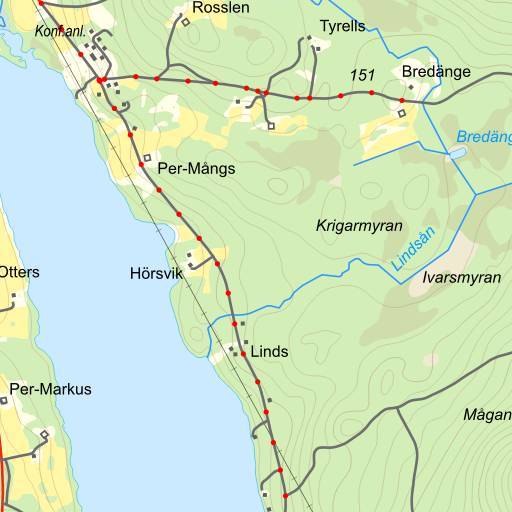 Rosslen
Tyrells
Konf.anl.
151
Bredänge
Bredäng
Per-Mångs
Krigarmyran
Lindsån
Otters
Hörsvik
Ivarsmyran
Linds
Per-Markus
Mågan